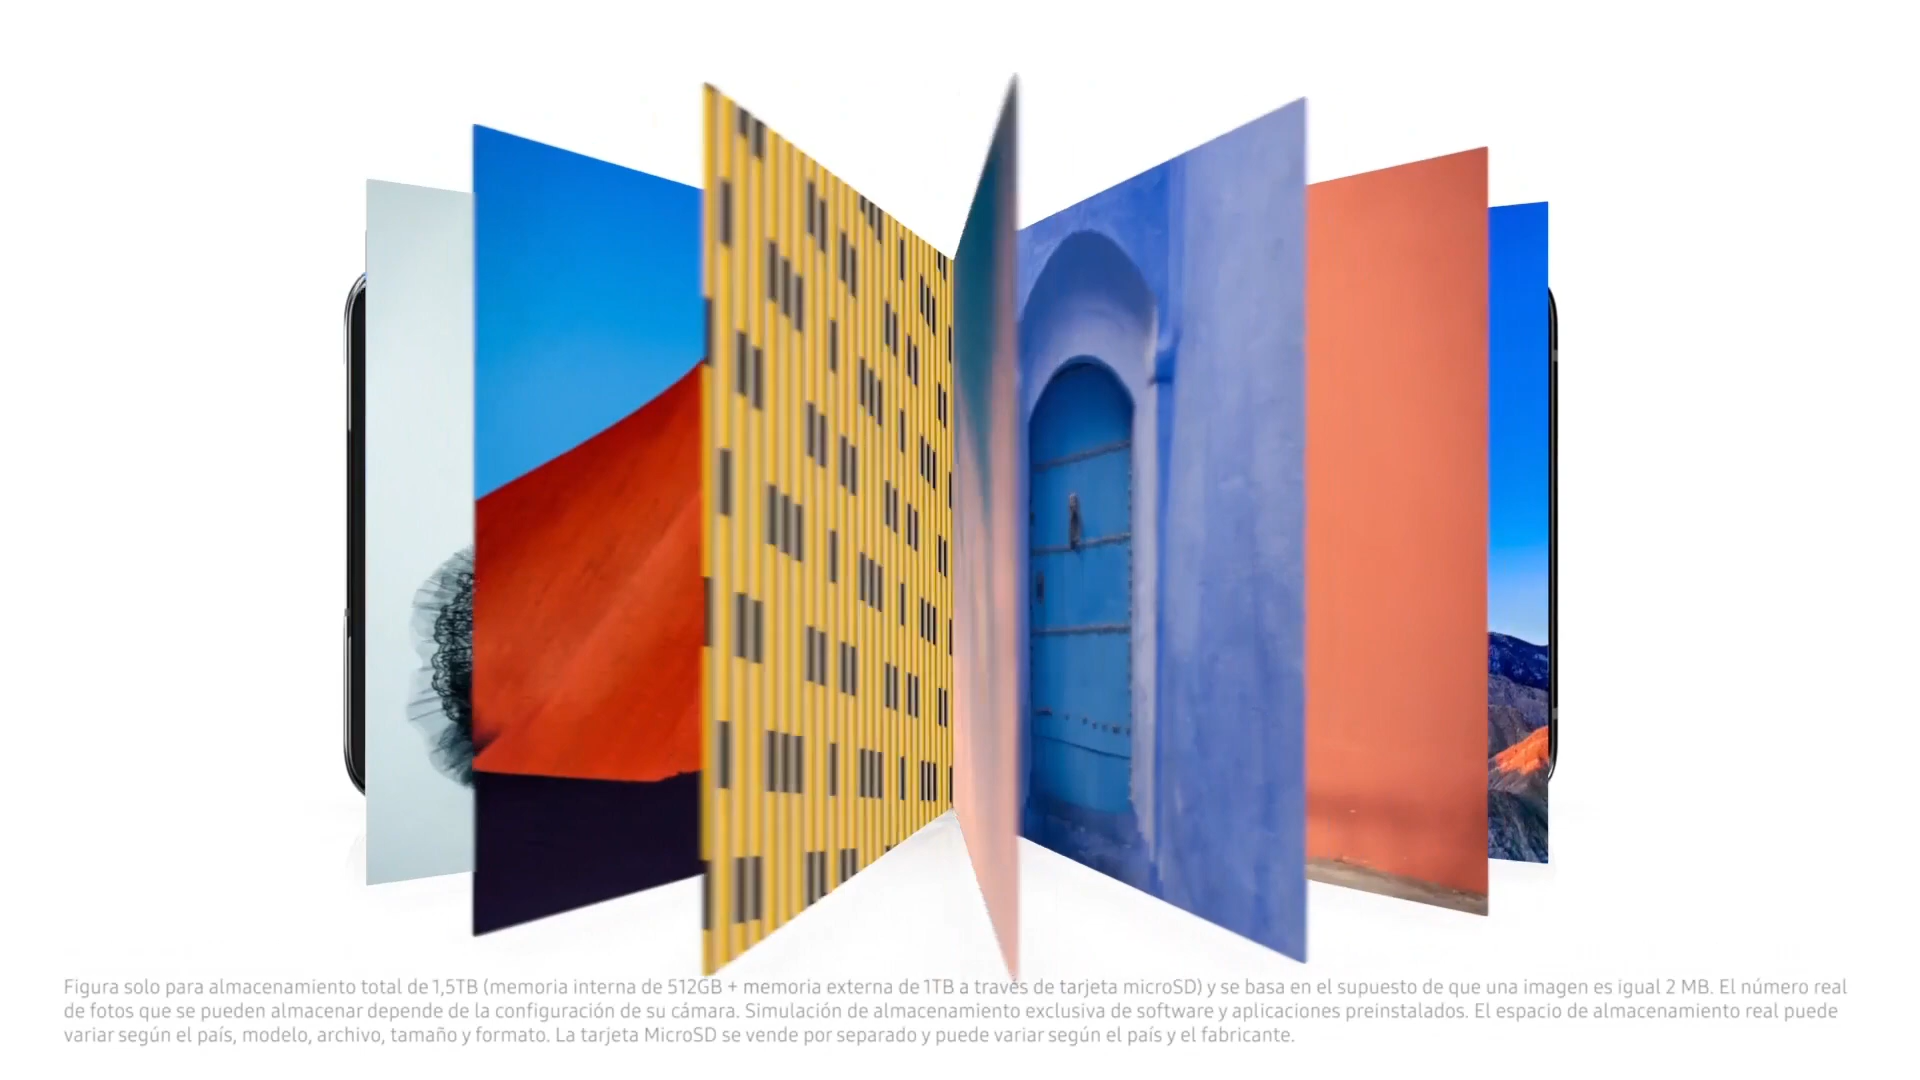 Figura solo para almacenamiento total de 1,5TB (memoria interna de 512GB + memoria externa de 1TB a través de tarjeta microSD) y se basa en el supuesto de que una imagen es igual 2 MB. El número real
de fotos que se pueden almacenar depende de la configuración de su cámara. Simulación de almacenamiento exclusiva de software y aplicaciones preinstalados. El espacio de almacenamiento real puede
variar según el país, modelo, archivo, tamaño y formato. La tarjeta MicroSD se vende por separado y puede variar según el país y el fabricante.